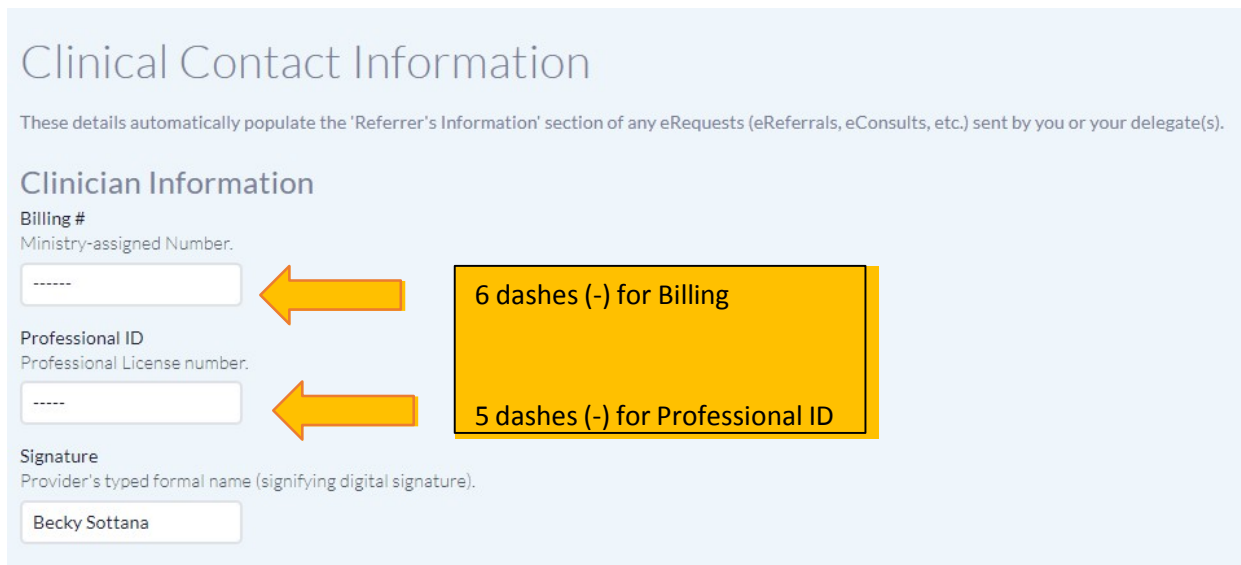 Clinical Contact Information
These details automatically populate the 'Referrer's Information' section of any eRequests (eReferrals, eConsults, etc.) sent by you or your delegate(s).
Clinician Information
Billing #
Ministry-assigned Number.
------
6 dashes (-) for Billing
Professional ID
Professional License number.
-----
5 dashes (-) for Professional ID
Signature
Provider's typed formal name (signifying digital signature).
Becky Sottana